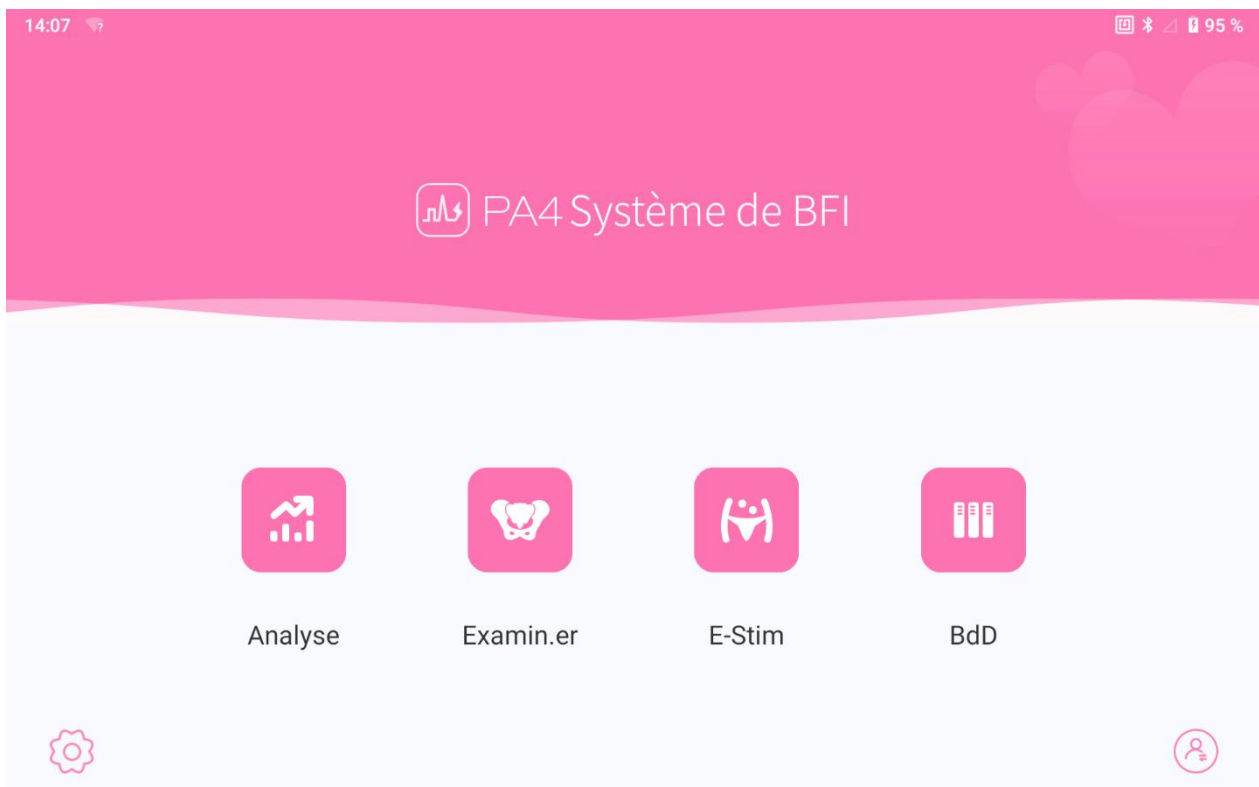 14:07
95 %
PA4 Système de BFI
Analyse
Examin.er
E-Stim
BdD